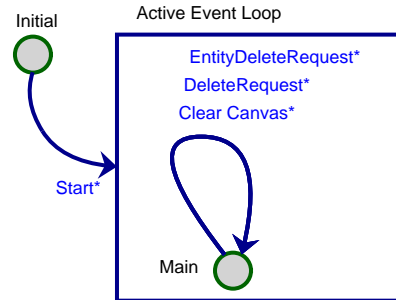 Active Event Loop
Initial
EntityDeleteRequest*
DeleteRequest*
Clear Canvas*
Start*
Main